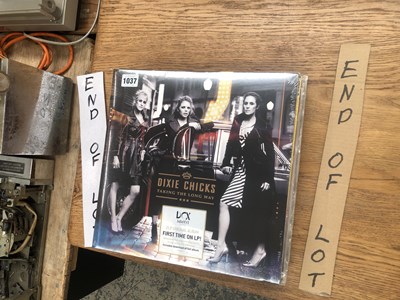 1037
END OF LOT
DIXIE CHICKS
TAKING THE LONG WAY
FIRST TIME ON LP!
END OF LOT